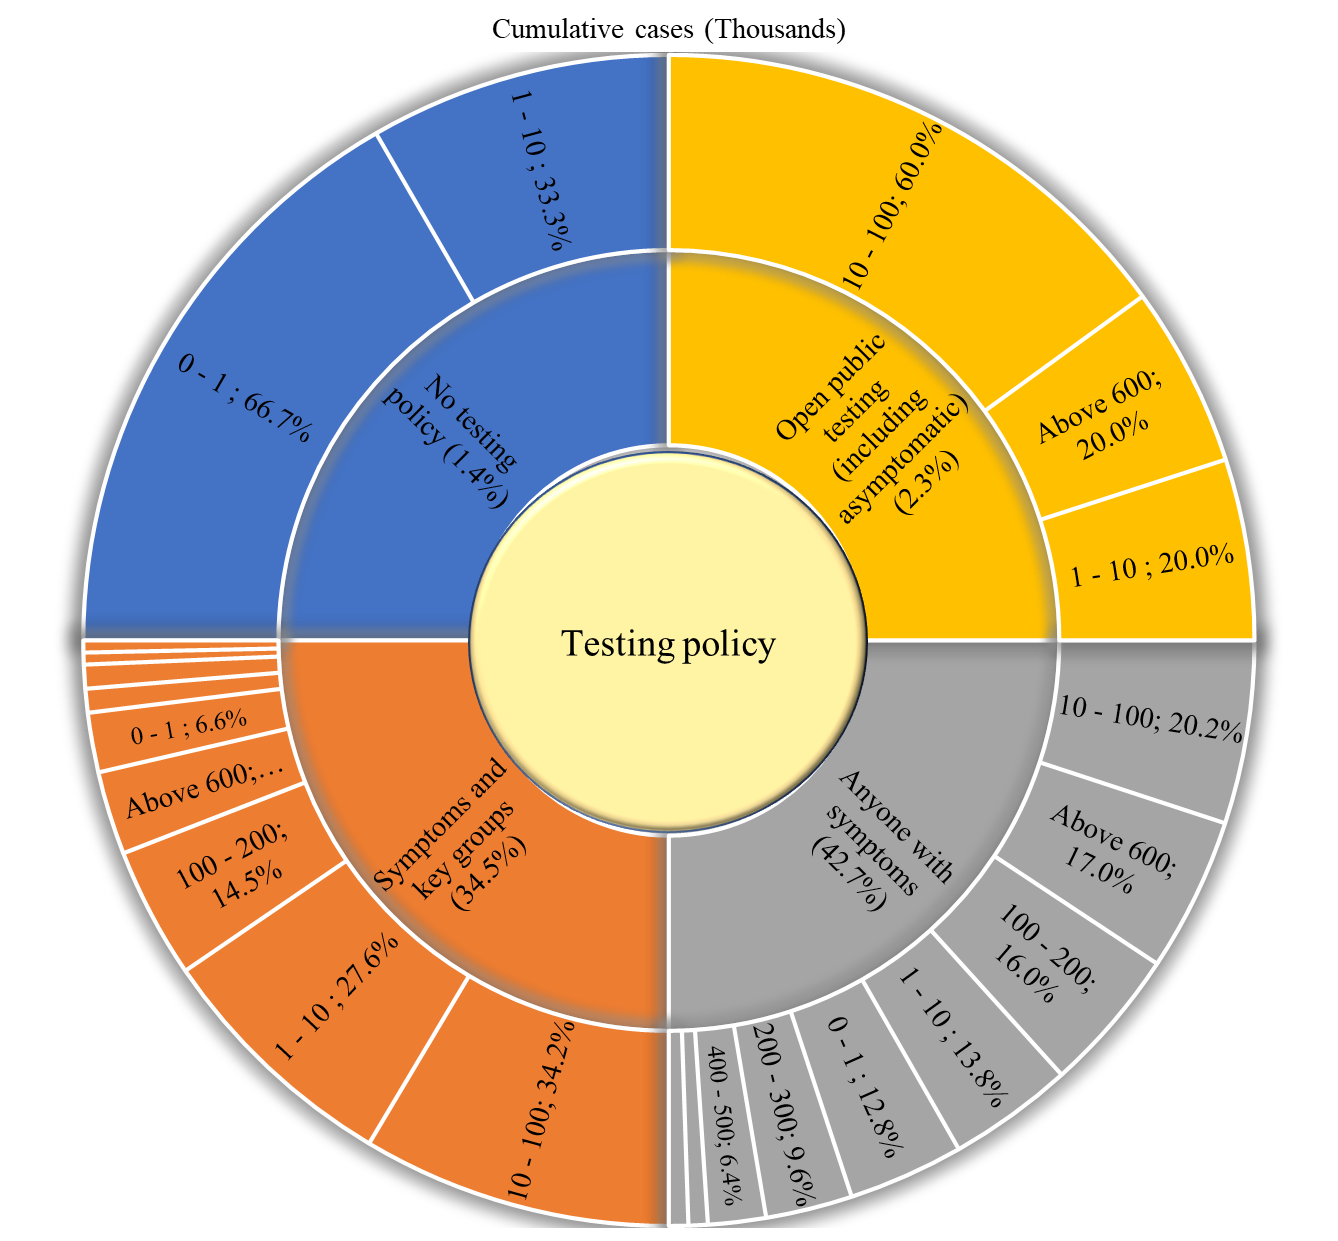 Cumulative cases (Thousands)
10 - 100; 60.0%
Above 600;
20.0%
1 - 10 ; 20.0%
Open public
testing
(including
asymptomatic)
(2.3%)
1 - 10 ; 33.3%
0 - 1 ; 66.7%
No testing
policy (1.4%)
Testing policy
10 - 100; 20.2%
Above 600;
17.0%
100 - 200;
16.0%
1 - 10 ; 13.8%
0 - 1 ; 12.8%
200 - 300; 9.6%
400 - 500; 6.4%
Anyone with
symptoms
(42.7%)
10 - 100; 34.2%
1 - 10 ; 27.6%
100 - 200;
14.5%
Above 600;...
0 - 1 ; 6.6%
Symptoms and
key groups
(34.5%)